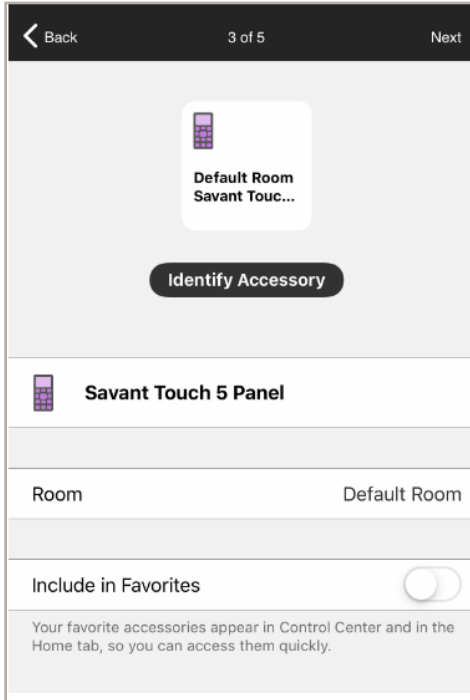 Back
3 of 5
Next
Default Room
Savant Touc...
Identify Accessory
Savant Touch 5 Panel
Room
Default Room
Include in Favorites
Your favorite accessories appear in Control Center and in the
Home tab, so you can access them quickly.